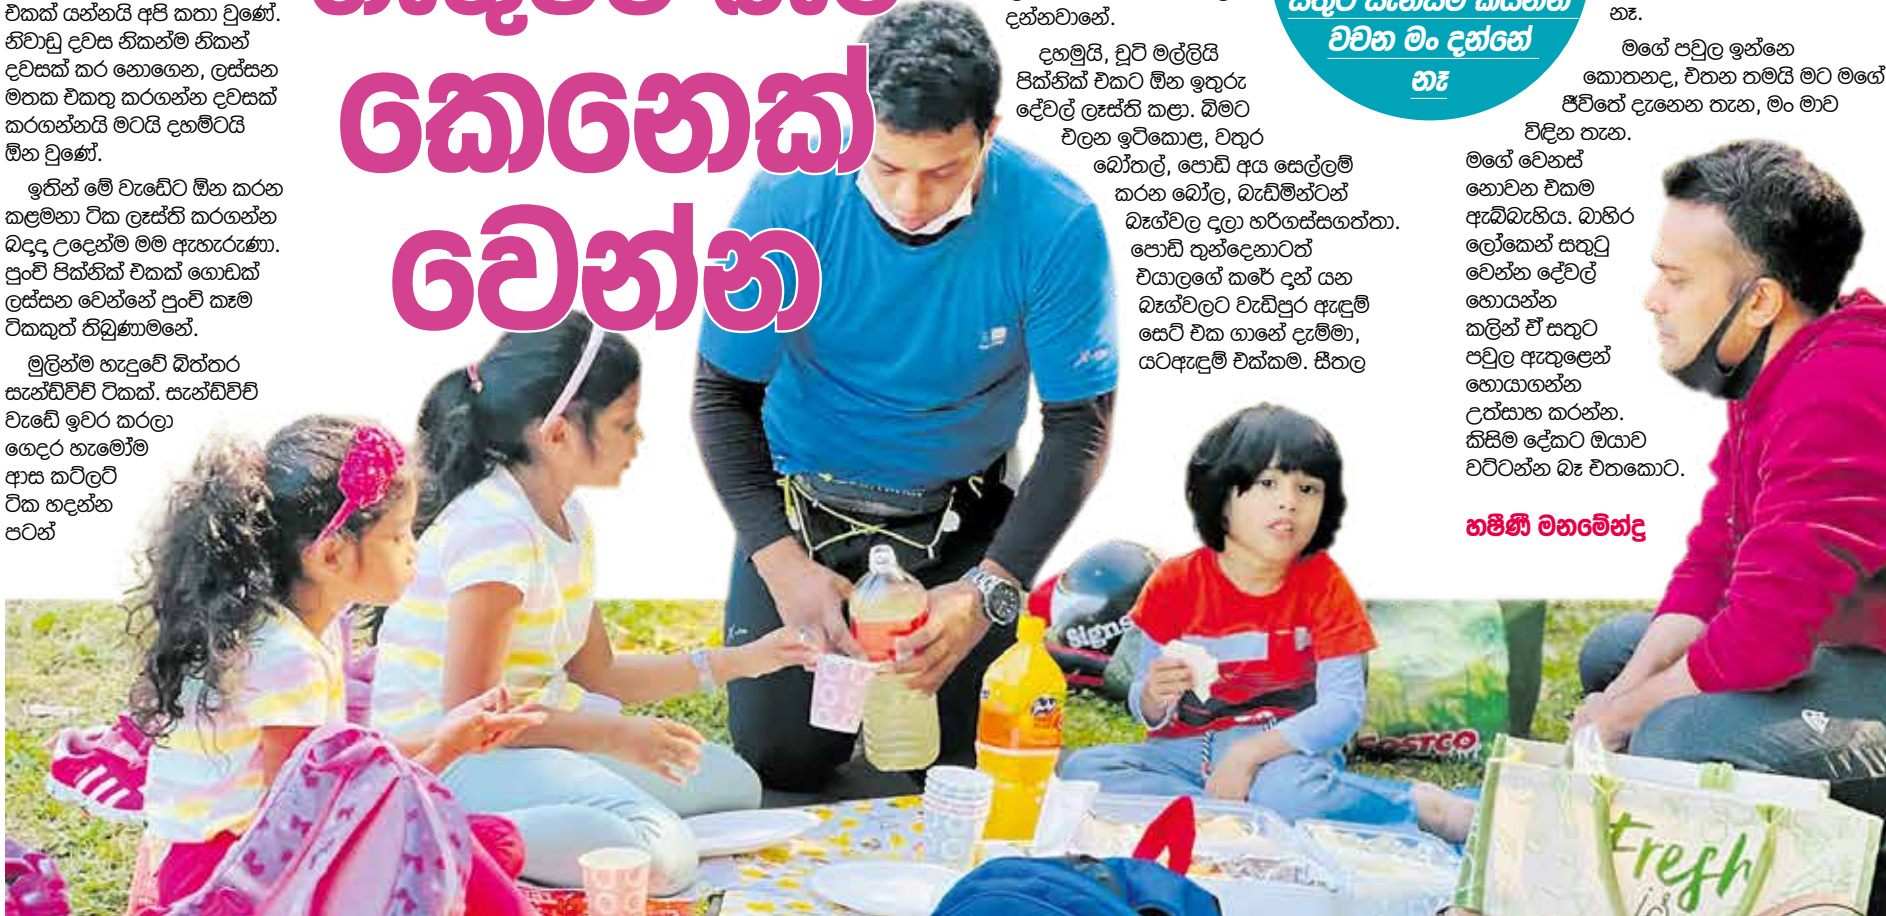 එකක් යන්නයි අපි කතා වුණේ.
නිවාඩු දවස නිකන්ම නිකන්
දවසක් කර නොගෙන, ලස්සන
මතක එකතු කරගන්න දවසක්
කරගන්නයි මටයි දහම්ටයි
ඕන වුණේ.
ඉතින් මේ වැඩේට ඕන කරන
කළමනා ටික ලෑස්ති කරගන්න
බදාදා උදෙන්ම මම ඇහැරුණා.
පුංචි පික්නික් එකක් ගොඩක්
ලස්සන වෙන්නේ පුංචි කෑම
ටිකකුත් තිබුණාමනේ.
මුලින්ම හැදුවේ බිත්තර
සැන්ඩ්විච් ටිකක්. සැන්ඩ්විච්
වැඩේ ඉවර කරලා
ගෙදර හැමෝම
ආස කට්ලට්
ටික හදන්න
පටන්
කෙනෙක්
වෙන්න
දන්නවානේ.
දහමුයි, චූටි මල්ලියි
පික්නික් එකට ඕන ඉතුරු
දේවල් ලෑස්ති කළා. බිමට
එලන ඉටිකොළ, වතුර
බෝතල්, පොඩි අය සෙල්ලම්
කරන බෝල, බැඩ්මින්ටන්
බෑග්වල දාලා හරිගස්සගත්තා.
පොඩි තුන්දෙනාටත්
එයාලගේ කරේ දාන් යන
බෑග්වලට වැඩිපුර ඇඳුම්
සෙට් එක ගානේ දැම්මා,
යටඇඳුම් එක්කම. සීතල
වචන මං දන්නේ
නෑ
නෑ.
මගේ පවුල ඉන්නෙ
කොතනද, එතන තමයි මට මගේ
ජීවිතේ දැනෙන තැන, මං මාව
විඳින තැන.
මගේ වෙනස්
නොවන එකම
ඇබ්බැහිය. බාහිර
ලෝකෙන් සතුටු
වෙන්න දේවල්
හොයන්න
කලින් ඒ සතුට
පවුල ඇතුළෙන්
හොයාගන්න
උත්සාහ කරන්න.
කිසිම දේකට ඔයාව
වට්ටන්න බෑ එතකොට.
හෂිණී මනමේන්ද්‍ර
Signs
COSTCO
Fresh